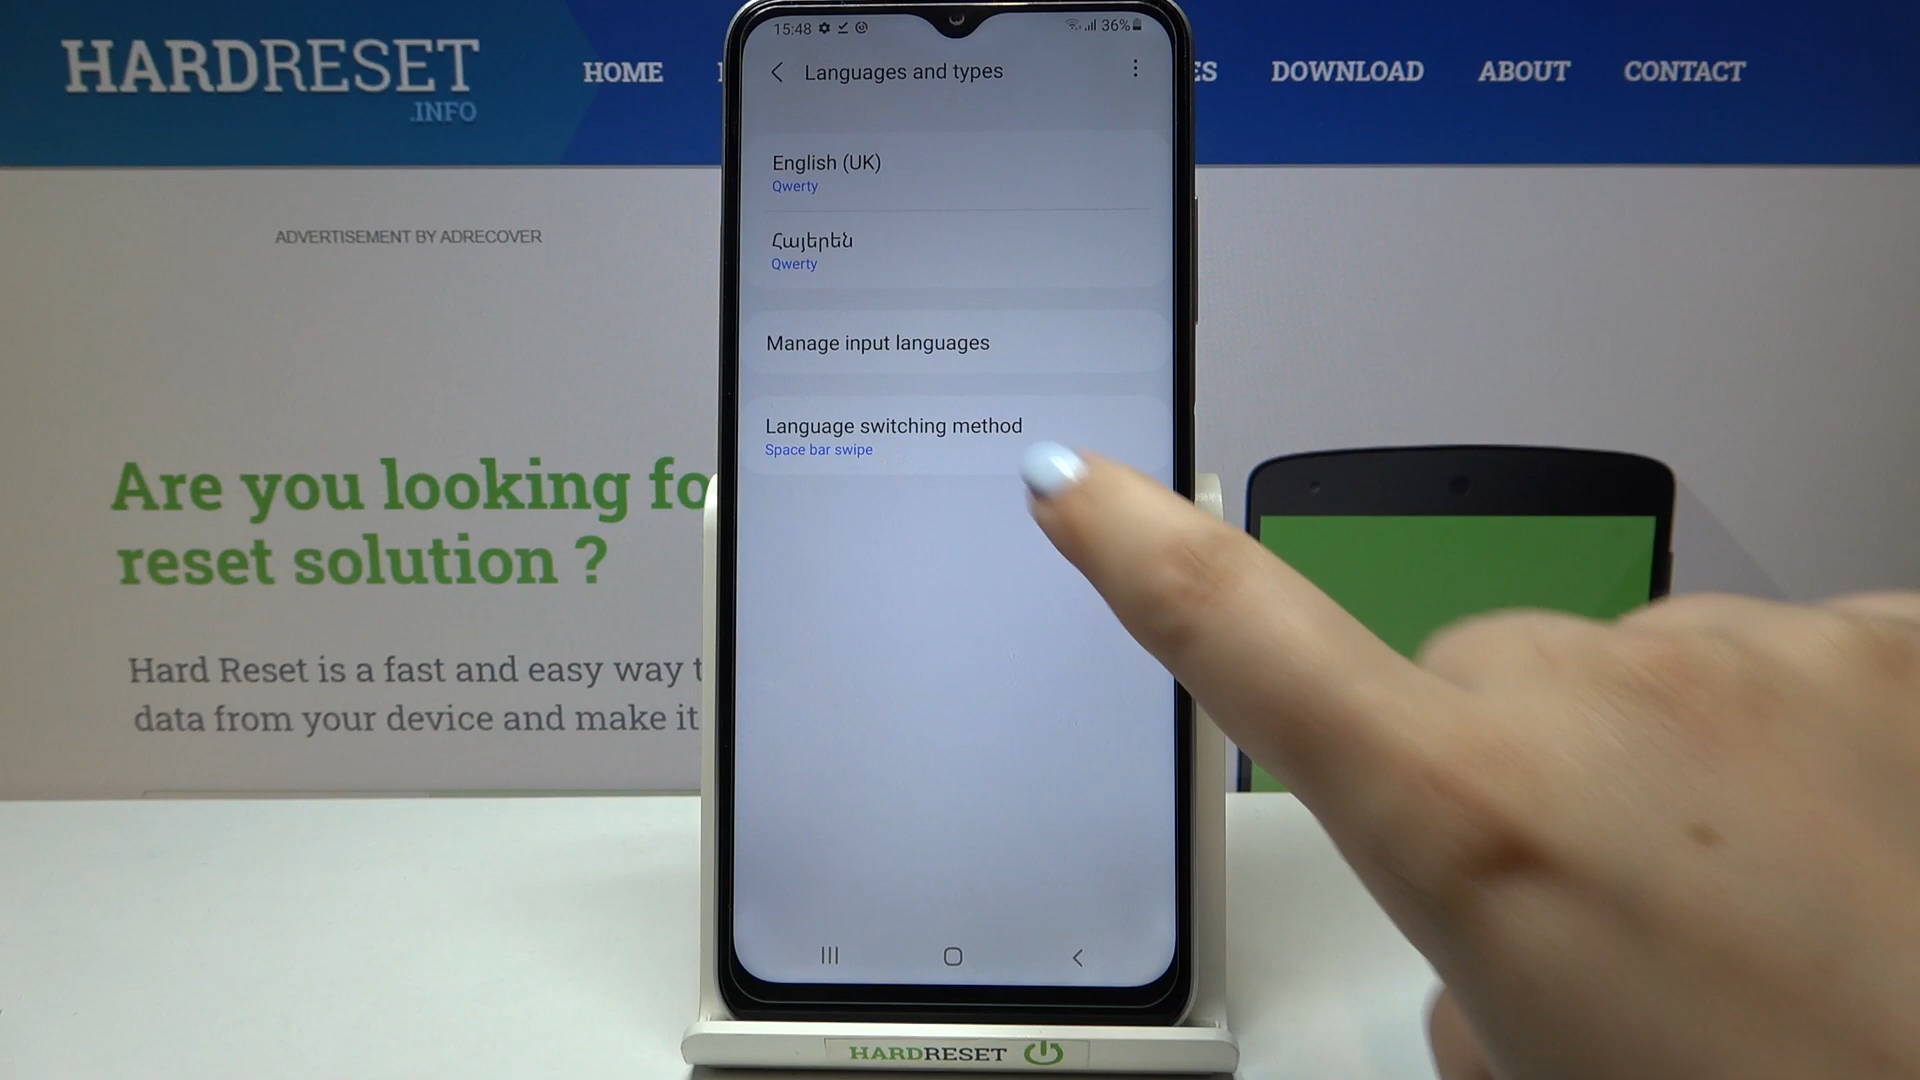 HARDRESET
.INFO
HOME
ES
DOWNLOAD
ABOUT
CONTACT
ADVERTISEMENT BY ADRECOVER
Are you looking fo
reset solution ?
Hard Reset is a fast and easy way t
data from your device and make it
15:48
36%
Languages and types
English (UK)
Qwerty
Հայերեն
Qwerty
Manage input languages
Language switching method
Space bar swipe
HARDRESET